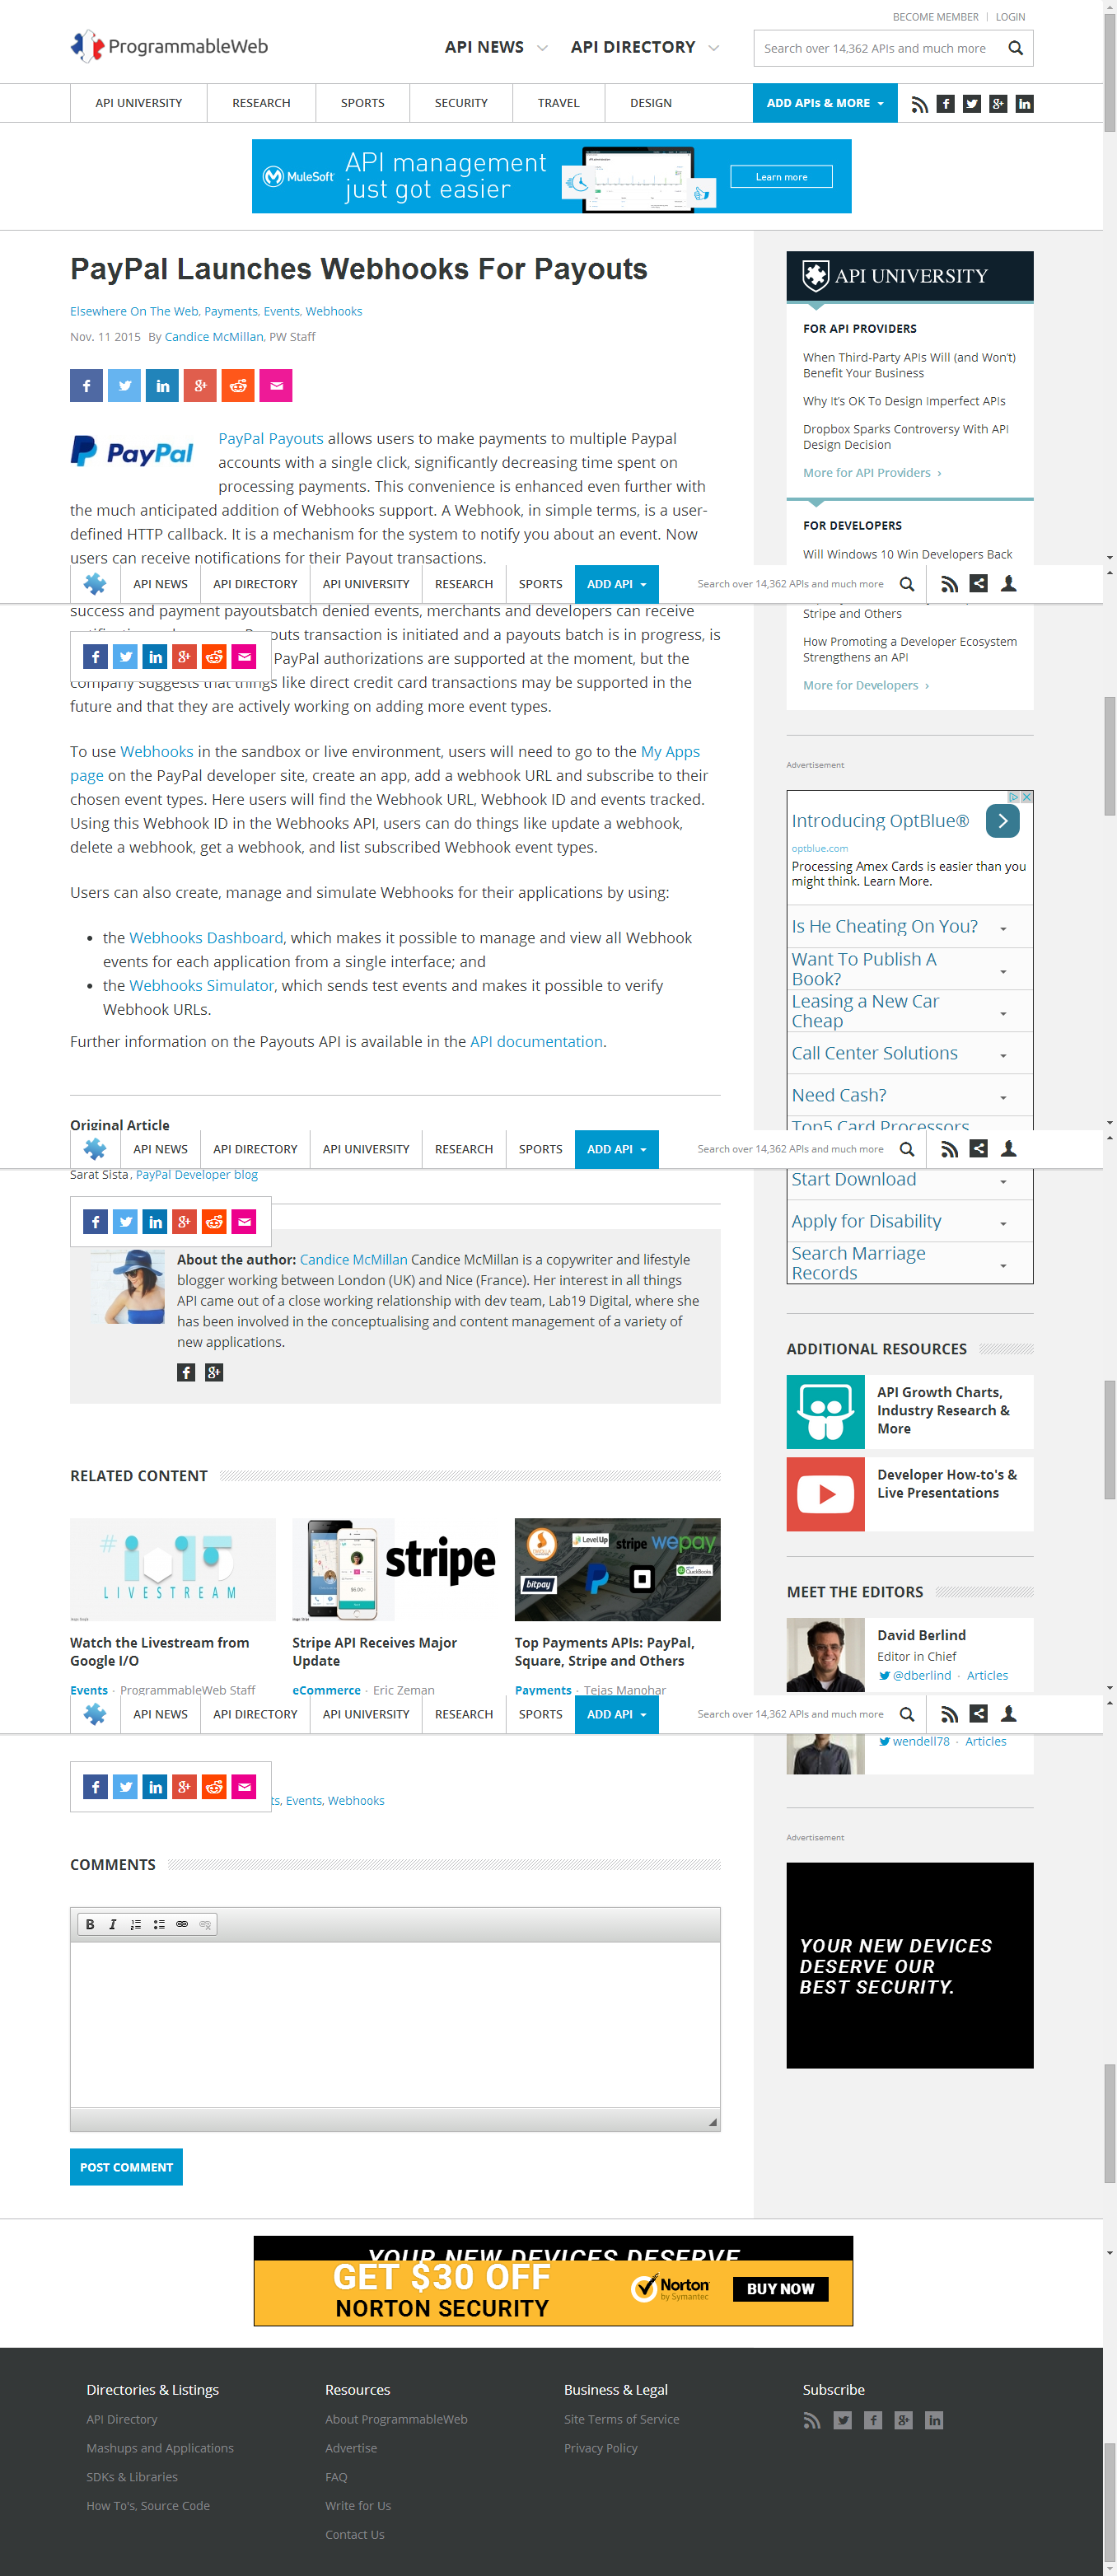 BECOME MEMBER | LOGIN
ProgrammableWeb
API NEWS
API DIRECTORY
Search over 14,362 APIs and much more
API UNIVERSITY
RESEARCH
SPORTS
SECURITY
TRAVEL
DESIGN
ADD APIs & MORE
MuleSoft
API management
just got easier
Learn more
PayPal Launches Webhooks For Payouts
Elsewhere On The Web, Payments, Events, Webhooks
Nov. 11 2015 By Candice McMillan, PW Staff
PayPal
PayPal Payouts allows users to make payments to multiple Paypal
accounts with a single click, significantly decreasing time spent on
processing payments. This convenience is enhanced even further with
the much anticipated addition of Webhooks support. A Webhook, in simple terms, is a user-
defined HTTP callback. It is a mechanism for the system to notify you about an event. Now
users can receive notifications for their Payout transactions.
API UNIVERSITY
FOR API PROVIDERS
When Third-Party APIs Will (and Won't)
Benefit Your Business
Why It's OK To Design Imperfect APIs
Dropbox Sparks Controversy With API
Design Decision
More for API Providers ›
FOR DEVELOPERS
Will Windows 10 Win Developers Back
API NEWS
API DIRECTORY
API UNIVERSITY
RESEARCH
SPORTS
ADD API
Search over 14,362 APIs and much more
success and payment payoutsbatch denied events, merchants and developers can receive
outs transaction is initiated and a payouts batch is in progress, is
PayPal authorizations are supported at the moment, but the
company suggests that things like direct credit card transactions may be supported in the
future and that they are actively working on adding more event types.
To use Webhooks in the sandbox or live environment, users will need to go to the My Apps
page on the PayPal developer site, create an app, add a webhook URL and subscribe to their
chosen event types. Here users will find the Webhook URL, Webhook ID and events tracked.
Using this Webhook ID in the Webhooks API, users can do things like update a webhook,
delete a webhook, get a webhook, and list subscribed Webhook event types.
Users can also create, manage and simulate Webhooks for their applications by using:
• the Webhooks Dashboard, which makes it possible to manage and view all Webhook
events for each application from a single interface; and
• the Webhooks Simulator, which sends test events and makes it possible to verify
Webhook URLs.
Further information on the Payouts API is available in the API documentation.
Original Article
Stripe and Others
How Promoting a Developer Ecosystem
Strengthens an API
More for Developers ›
Advertisement
Introducing OptBlue®
optblue.com
Processing Amex Cards is easier than you
might think. Learn More.
Is He Cheating On You?
Want To Publish A
Book?
Leasing a New Car
Cheap
Call Center Solutions
Need Cash?
Top5 Card Processors
API NEWS
API DIRECTORY
API UNIVERSITY
RESEARCH
SPORTS
ADD API
Search over 14,362 APIs and much more
Sarat Sista, PayPal Developer blog
About the author: Candice McMillan Candice McMillan is a copywriter and lifestyle
blogger working between London (UK) and Nice (France). Her interest in all things
API came out of a close working relationship with dev team, Lab19 Digital, where she
has been involved in the conceptualising and content management of a variety of
new applications.
Start Download
Apply for Disability
Search Marriage
Records
ADDITIONAL RESOURCES
API Growth Charts,
Industry Research &
More
Developer How-to's &
Live Presentations
RELATED CONTENT
LIVESTREAM
stripe
LevelUp
stripe
wepay
bitpay
QuickBooks
Watch the Livestream from
Google I/O
Events - ProgrammableWeb Staff
Stripe API Receives Major
Update
eCommerce - Eric Zeman
Top Payments APIs: PayPal,
Square, Stripe and Others
Payments - Tejas Manohar
MEET THE EDITORS
David Berlind
Editor in Chief
@dberlind - Articles
API NEWS
API DIRECTORY
API UNIVERSITY
RESEARCH
SPORTS
ADD API
Search over 14,362 APIs and much more
wendell78 - Articles
ts, Events, Webhooks
Advertisement
YOUR NEW DEVICES
DESERVE OUR
BEST SECURITY.
COMMENTS
POST COMMENT
YOUR NEW DEVICES DESERVE
GET $30 OFF
NORTON SECURITY
Norton
by Symantec
BUY NOW
Directories & Listings
API Directory
Mashups and Applications
SDKs & Libraries
How To's, Source Code
Resources
About ProgrammableWeb
Advertise
FAQ
Write for Us
Contact Us
Business & Legal
Site Terms of Service
Privacy Policy
Subscribe